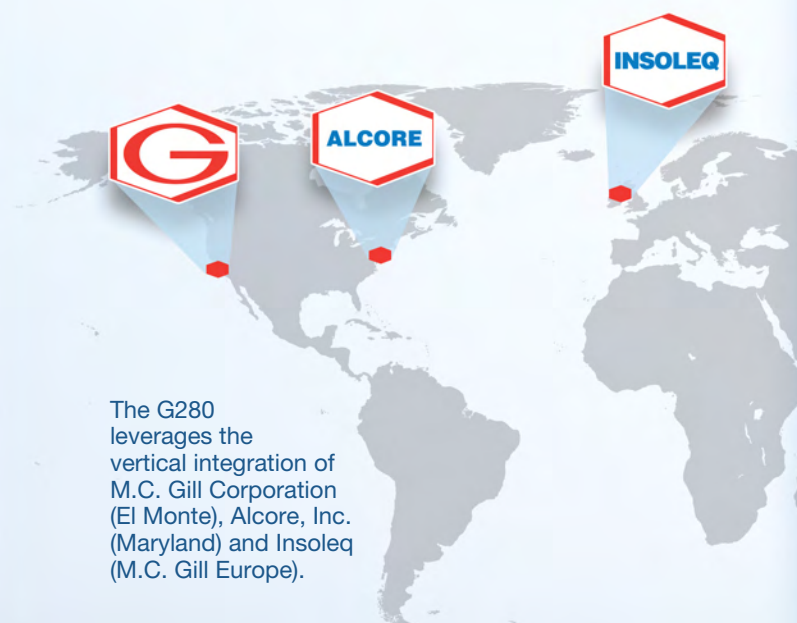 INSOLEQ
G
ALCORE
The G280
leverages the
vertical integration of
M.C. Gill Corporation
(El Monte), Alcore, Inc.
(Maryland) and Insoleq
(M.C. Gill Europe).